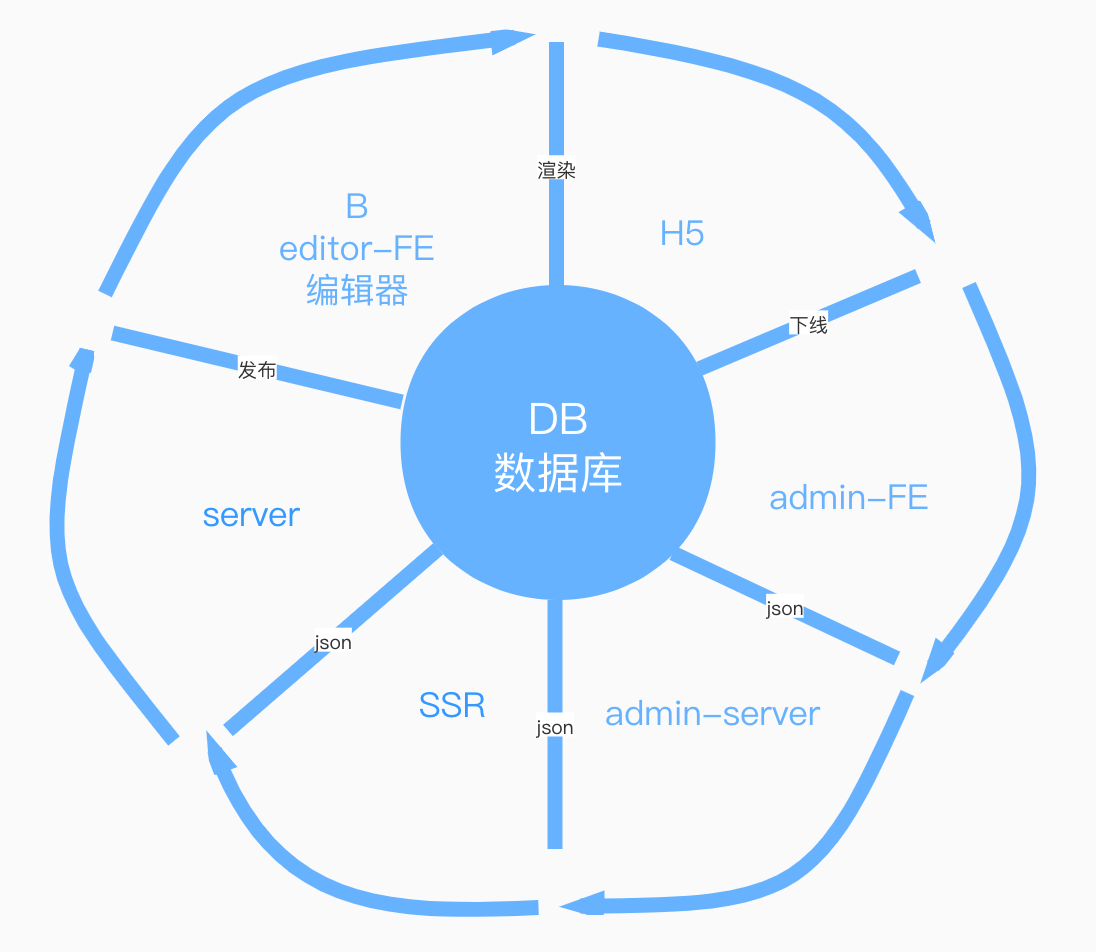 渲染
B
editor-FE
编辑器
H5
下线
发布
DB
数据库
admin-FE
server
json
json
SSR
admin-server
json